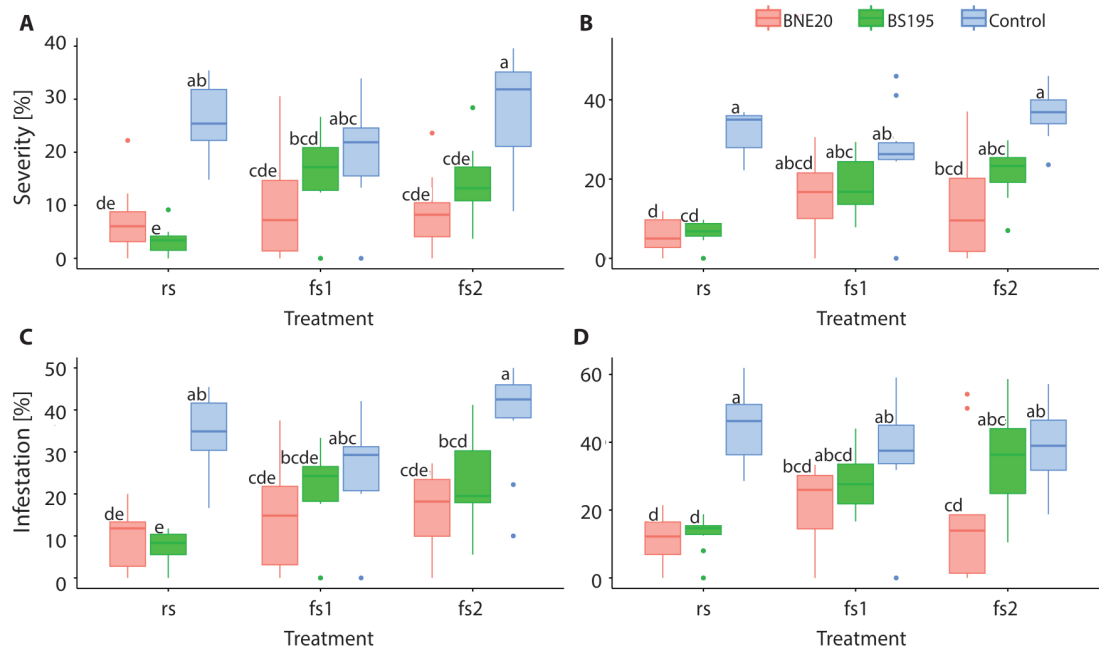 A
B
BNE20 BS195 Control
Severity [%]
40
30
20
10
0
de
e
ab
cde
bcd
abc
cde
cde
a
rs fs1 fs2
Treatment
40
20
0
d
cd
a
abcd
abc
ab
bcd
abc
a
rs fs1 fs2
Treatment
C
D
Infestation [%]
50
40
30
20
10
0
de
e
ab
cde
bcde
abc
cde
bcd
a
rs fs1 fs2
Treatment
60
40
20
0
d
d
a
bcd
abcd
ab
cd
abc
ab
rs fs1 fs2
Treatment